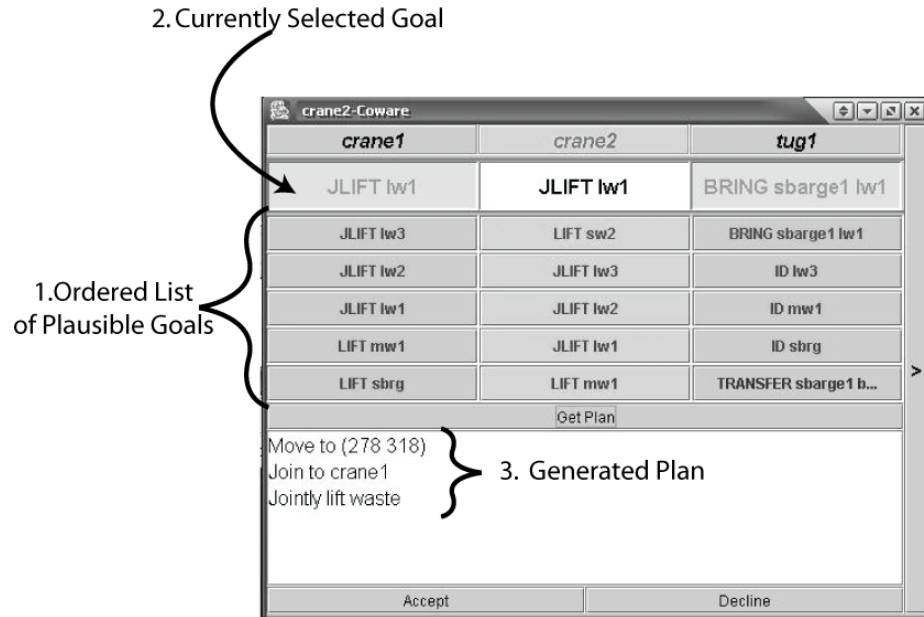 2. Currently Selected Goal
crane2-Coware
crane1 crane2 tug1
JLIFT lw1 JLIFT lw1 BRING sbarge1 lw1
1.Ordered List
of Plausible Goals
JLIFT lw3 LIFT sw2 BRING sbarge1 lw1
JLIFT lw2 JLIFT lw3 ID lw3
JLIFT lw1 JLIFT lw2 ID mw1
LIFT mw1 JLIFT lw1 ID sbrg
LIFT sbrg LIFT mw1 TRANSFER sbarge1 b...
>
Get Plan
Move to (278 318)
Join to crane1
Jointly lift waste
3. Generated Plan
Accept Decline